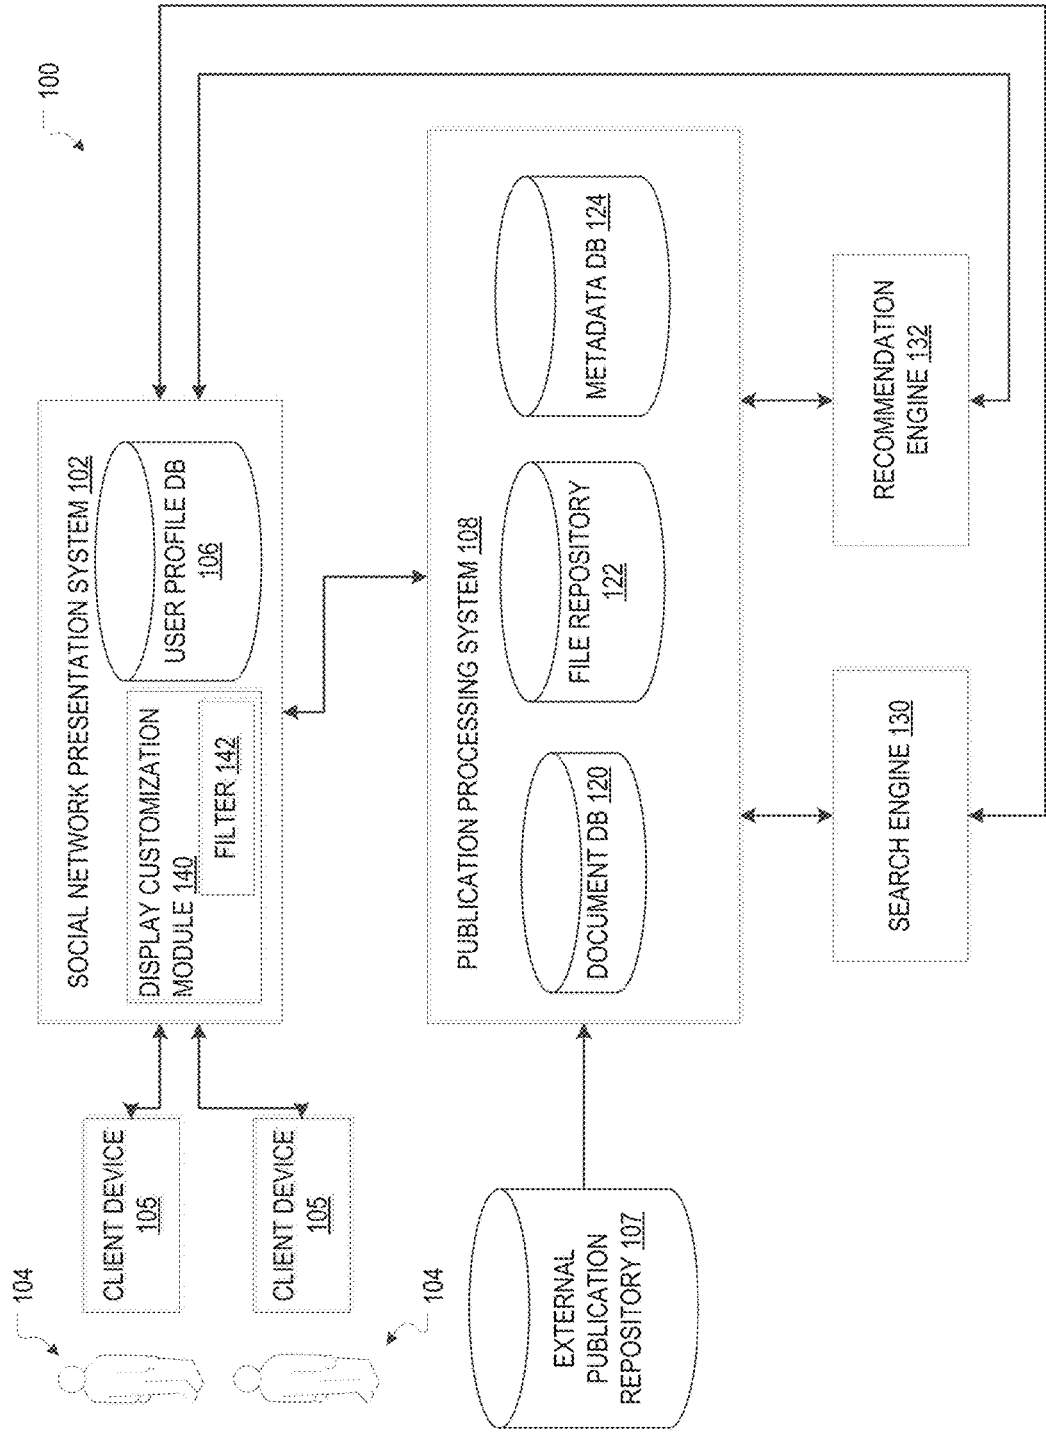 100
104
CLIENT DEVICE
105
CLIENT DEVICE
105
104
SOCIAL NETWORK PRESENTATION SYSTEM 102
DISPLAY CUSTOMIZATION
MODULE 140
FILTER 142
USER PROFILE DB
106
EXTERNAL
PUBLICATION
REPOSITORY 107
PUBLICATION PROCESSING SYSTEM 108
DOCUMENT DB 120
FILE REPOSITORY
122
METADATA DB 124
SEARCH ENGINE 130
RECOMMENDATION
ENGINE 132